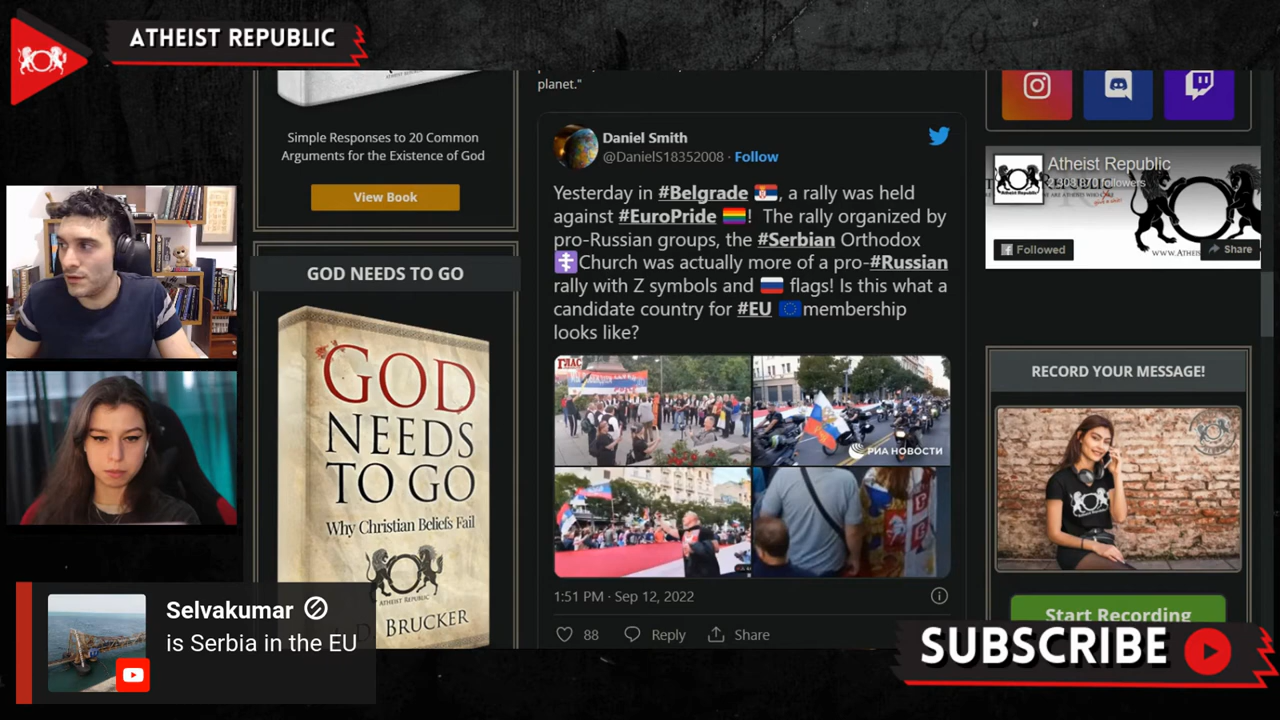 ATHEIST REPUBLIC
Simple Responses to 20 Common
Arguments for the Existence of God
View Book
GOD NEEDS TO GO
GOD
NEEDS
TO GO
Why Christian Beliefs Fail
ATHEIST REPUBLIC
BRUCKER
planet."
Daniel Smith
@DanielS18352008 · Follow
Yesterday in #Belgrade 🇷🇸, a rally was held
against #EuroPride 🏳️‍🌈! The rally organized by
pro-Russian groups, the #Serbian Orthodox
☦️Church was actually more of a pro-#Russian
rally with Z symbols and 🇷🇺 flags! Is this what a
candidate country for #EU 🇪🇺membership
looks like?
ГЛАС
РИА НОВОСТИ
1:51 PM · Sep 12, 2022
88
Reply
Share
Atheist Republic
followers
Followed
Share
RECORD YOUR MESSAGE!
Start Recording
Selvakumar
is Serbia in the EU
SUBSCRIBE